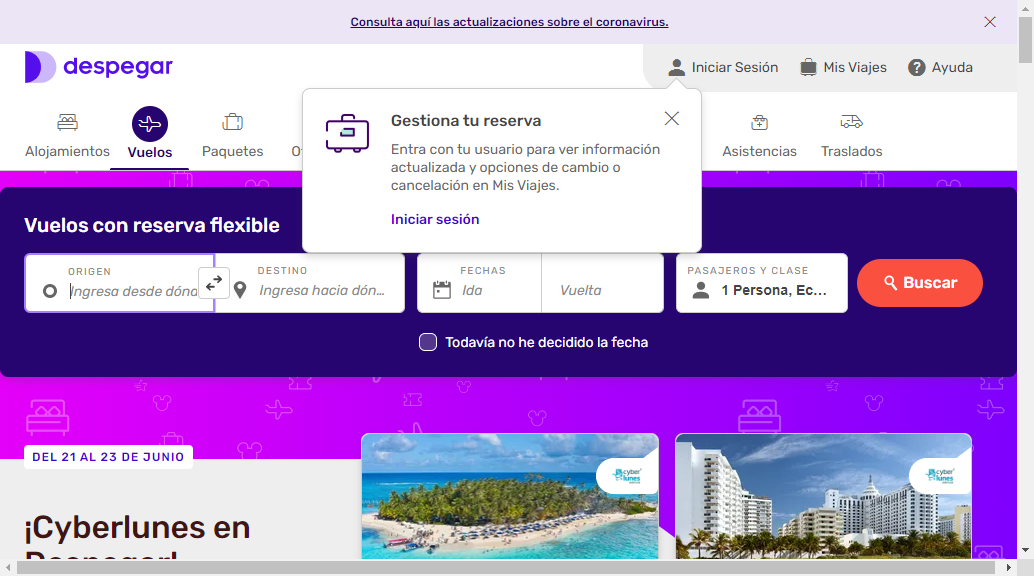 Consulta aquí las actualizaciones sobre el coronavirus.
despegar
Iniciar Sesión
Mis Viajes
Ayuda
Alojamientos
Vuelos
Paquetes
Asistencias
Traslados
Gestiona tu reserva
Entra con tu usuario para ver información
actualizada y opciones de cambio o
cancelación en Mis Viajes.
Iniciar sesión
Vuelos con reserva flexible
ORIGEN
Ingresa desde dónd
DESTINO
Ingresa hacia dón...
FECHAS
Ida
Vuelta
PASAJEROS Y CLASE
1 Persona, Ec...
Buscar
Todavía no he decidido la fecha
DEL 21 AL 23 DE JUNIO
¡Cyberlunes en
Despegar!
cyber
lunes
cyber
lunes